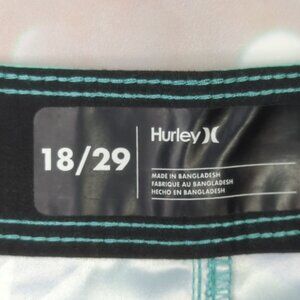 18/29
Hurley
MADE IN BANGLADESH
FABRIQUE AU BANGLADESH
HECHO EN BANGLADESH